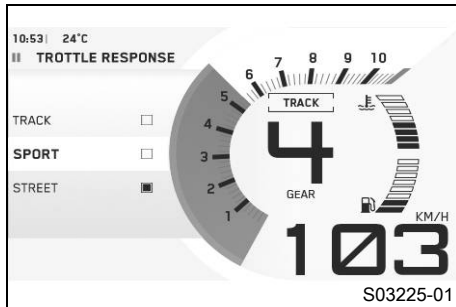 10:53| 24°C
TROTTLE RESPONSE
TRACK
SPORT
STREET
1
2
3
4
5
6
7
8
9
10
TRACK
4
GEAR
KM/H
103
S03225-01